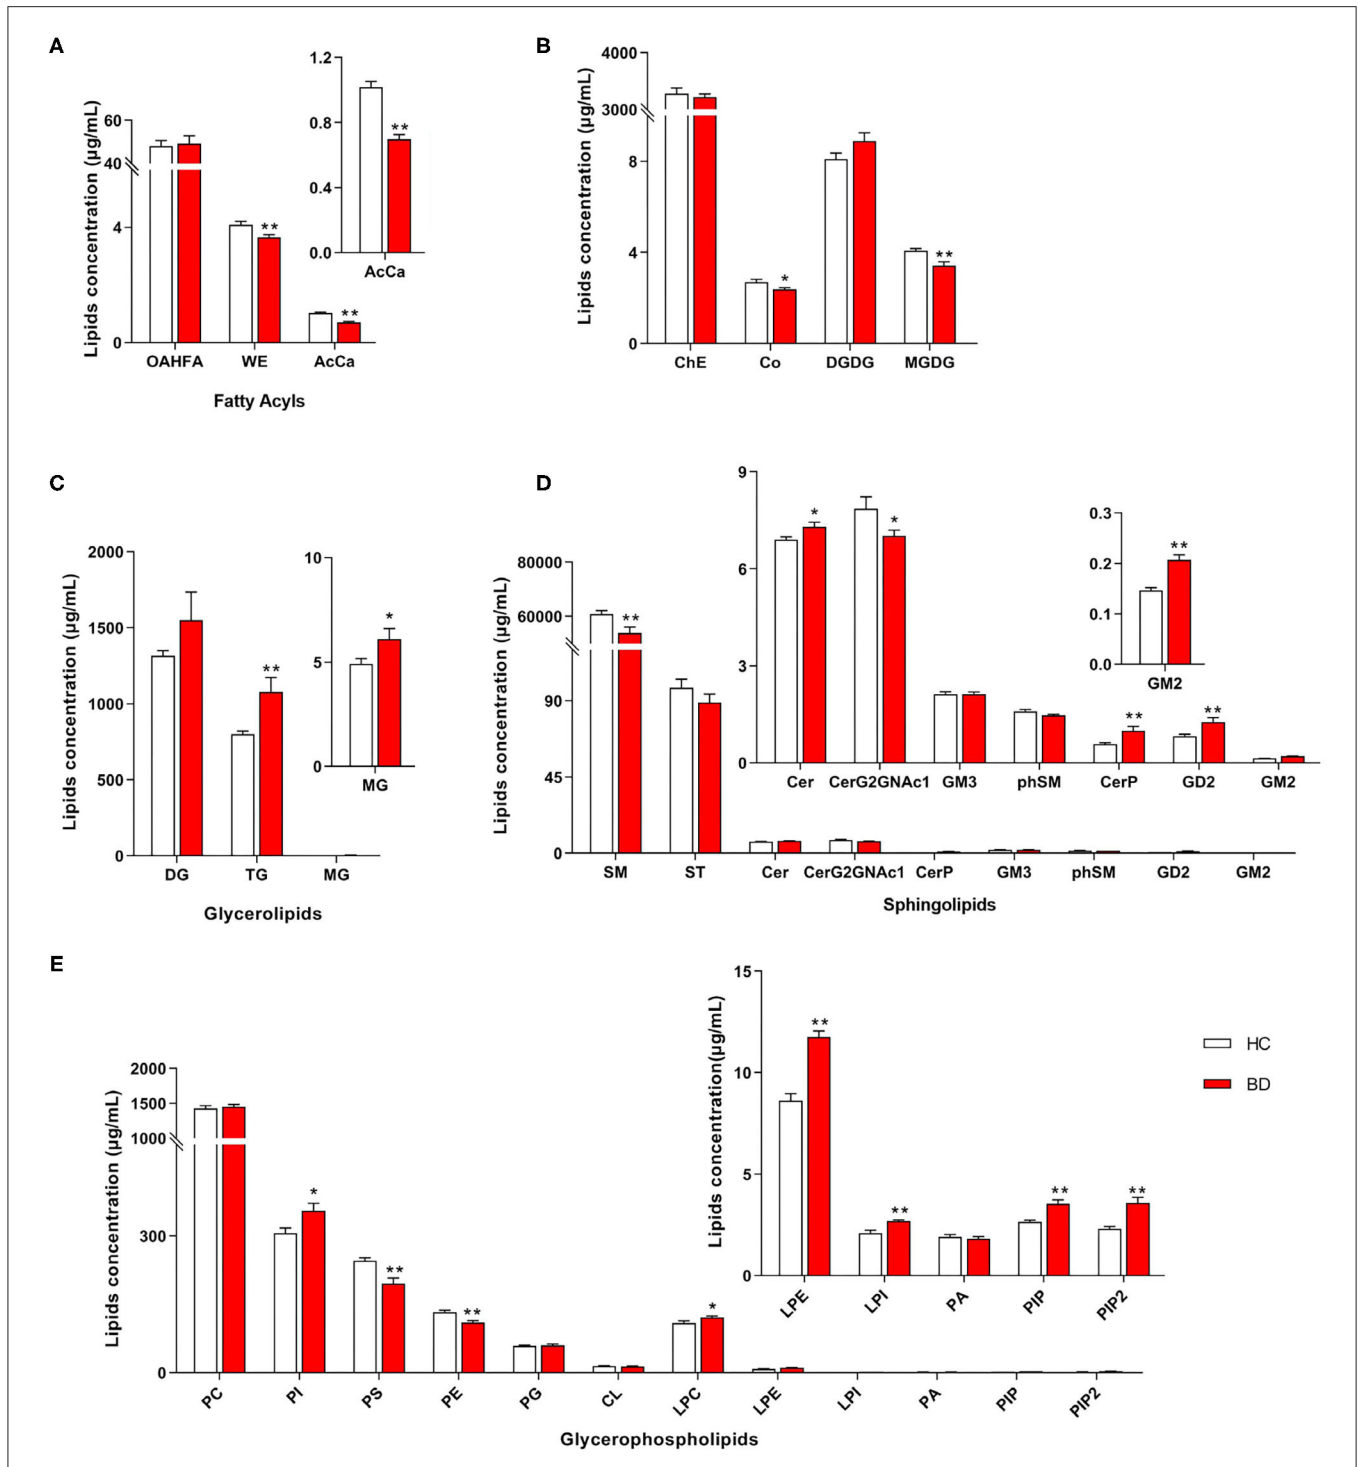 A
Lipids concentration (µg/mL)
60
40
4
0
OAHFA WE AcCa
** **
Fatty Acyls
1.2
0.8
0.4
0.0
**
AcCa
B
Lipids concentration (µg/mL)
4000
3000
8
4
0
* **
ChE Co DGDG MGDG
C
Lipids concentration (µg/mL)
2000
1500
1000
500
0
**
DG TG MG
Glycerolipids
10
5
0
*
MG
D
Lipids concentration (µg/mL)
80000
60000
90
45
0
**
SM ST Cer CerG2GNAc1 CerP GM3 phSM GD2 GM2
Sphingolipids
9
6
3
0
* * ** **
Cer CerG2GNAc1 GM3 phSM CerP GD2 GM2
0.3
0.2
0.1
0.0
**
GM2
E
Lipids concentration (µg/mL)
2000
1500
1000
300
0
* ** ** *
PC PI PS PE PG CL LPC LPE LPI PA PIP PIP2
Glycerophospholipids
Lipids concentration(µg/mL)
15
10
5
0
** ** ** **
LPE LPI PA PIP PIP2
HC
BD